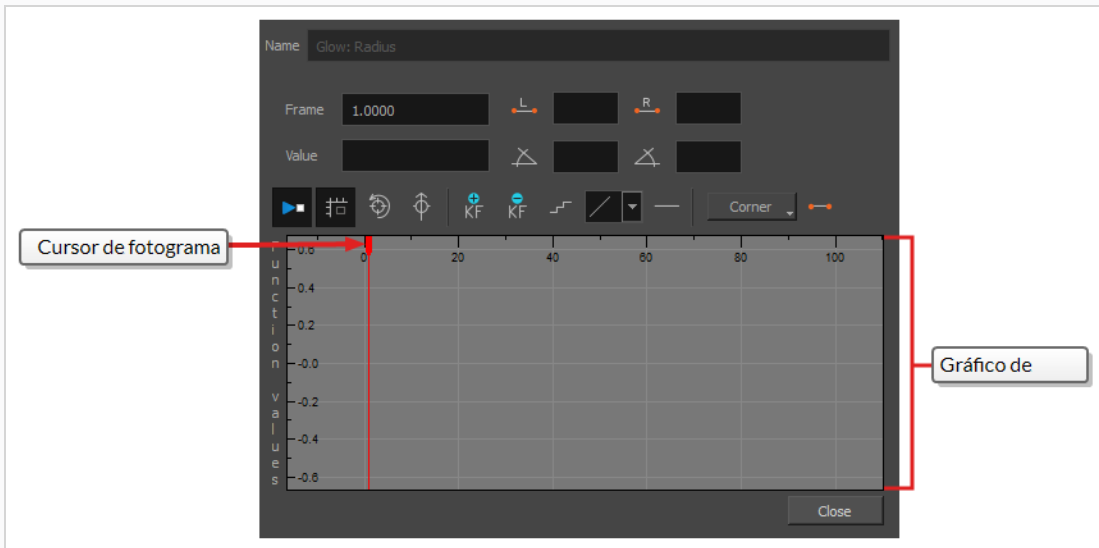 Name Glow: Radius
Frame 1.0000 L R
Value
KF KF Corner
Cursor de fotograma
Function values
0 20 40 60 80 100
-0.6
-0.4
-0.2
-0.0
-0.2
-0.4
-0.6
Gráfico de
Close